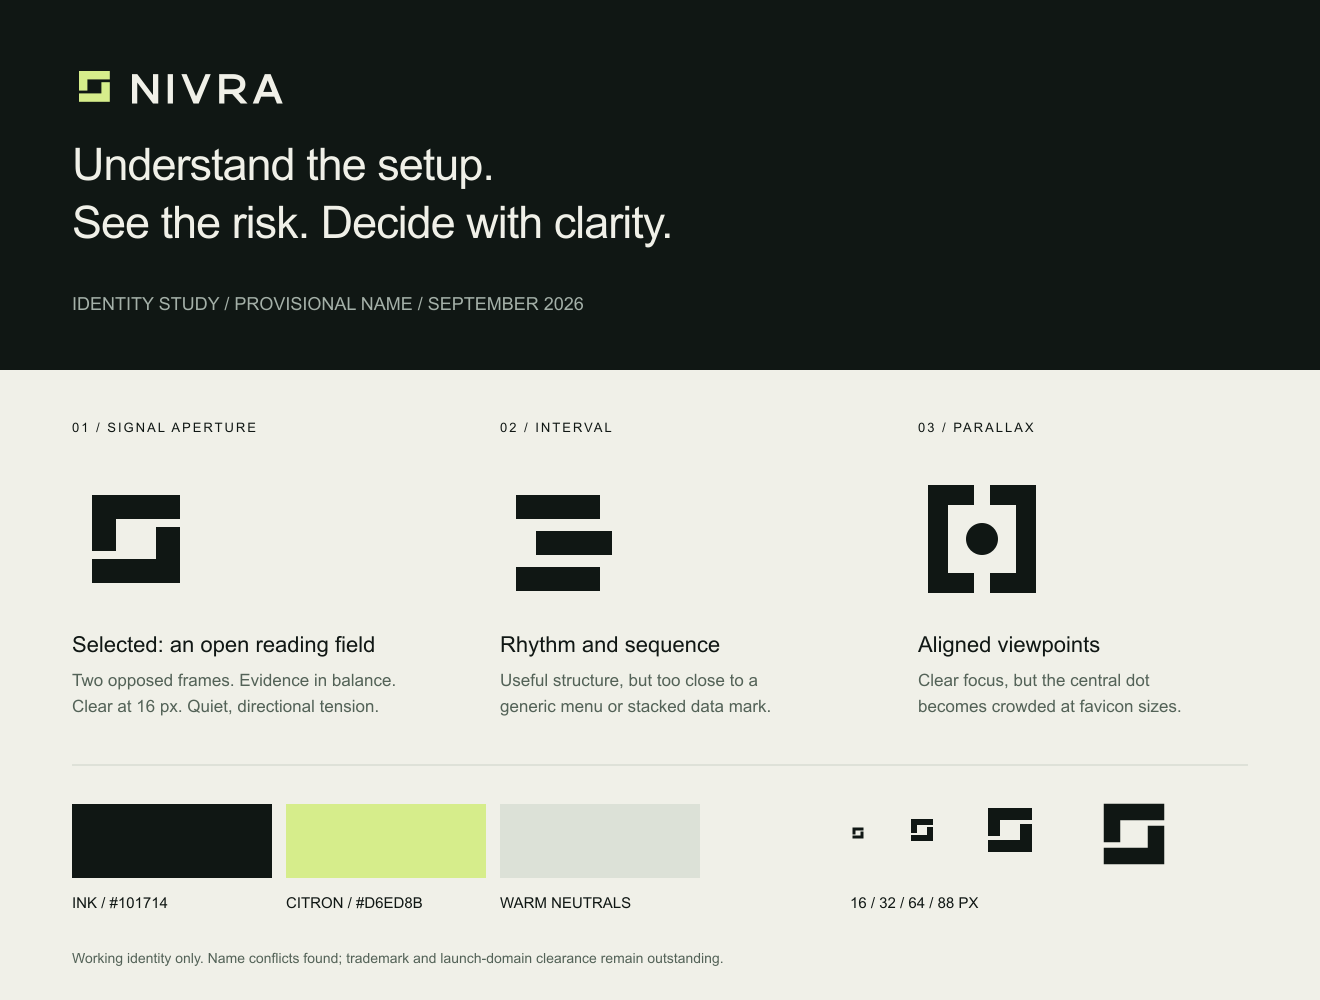 NIVRA
Understand the setup.
See the risk. Decide with clarity.
IDENTITY STUDY / PROVISIONAL NAME / SEPTEMBER 2026
01 / SIGNAL APERTURE
Selected: an open reading field
Two opposed frames. Evidence in balance.
Clear at 16 px. Quiet, directional tension.
02 / INTERVAL
Rhythm and sequence
Useful structure, but too close to a
generic menu or stacked data mark.
03 / PARALLAX
Aligned viewpoints
Clear focus, but the central dot
becomes crowded at favicon sizes.
INK / #101714
CITRON / #D6ED8B
WARM NEUTRALS
16 / 32 / 64 / 88 PX
Working identity only. Name conflicts found; trademark and launch-domain clearance remain outstanding.